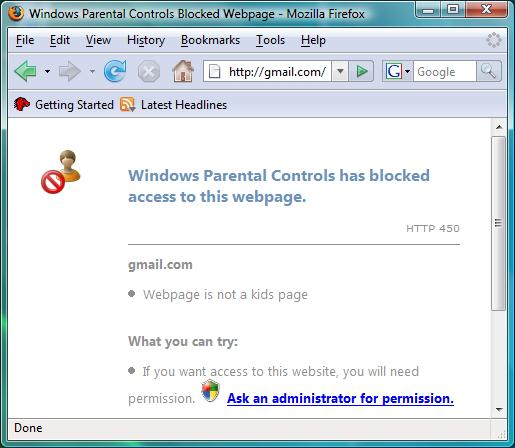 Windows Parental Controls Blocked Webpage - Mozilla Firefox
File Edit View History Bookmarks Tools Help
http://gmail.com/ G Google
Getting Started Latest Headlines
Windows Parental Controls has blocked
access to this webpage.
HTTP 450
gmail.com
• Webpage is not a kids page
What you can try:
• If you want access to this website, you will need
permission. Ask an administrator for permission.
Done